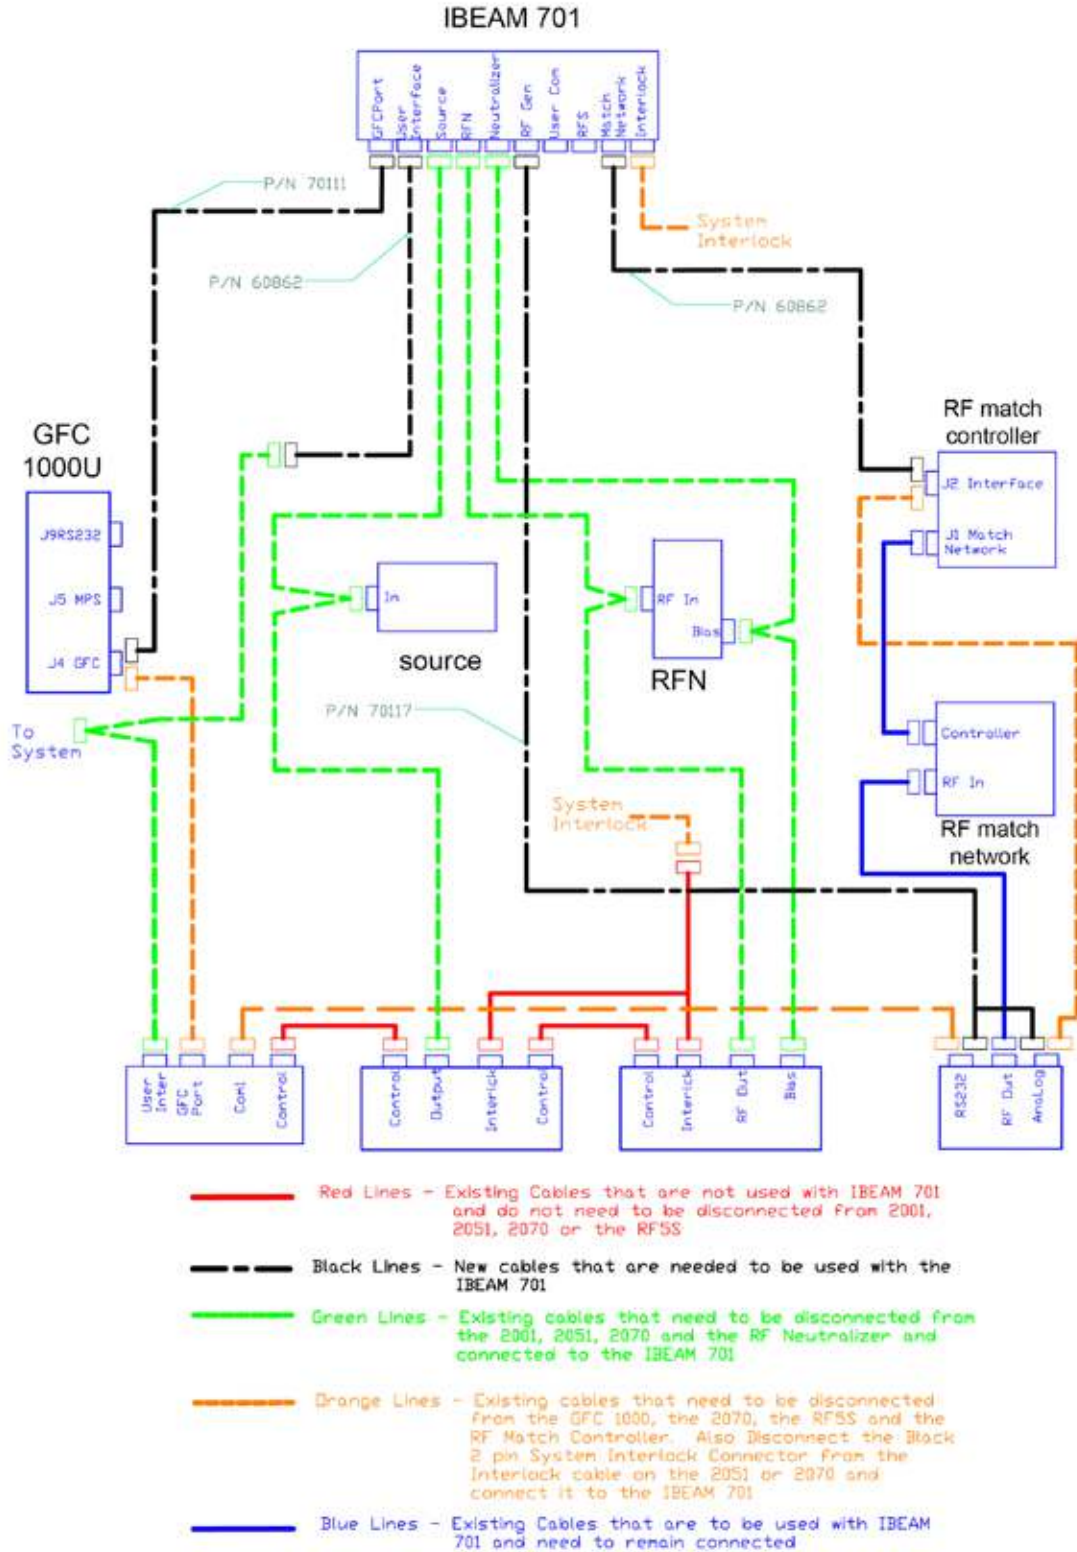 IBEAM 701
GFCPort
User
Interface
Source
RFN
Neutralizer
RF Gen
User Com
RFS
Match
Network
Interlock
P/N 70111
System
Interlock
P/N 60862
P/N 60862
RF match
controller
GFC
1000U
J2 Interface
J9RS232
J1 Match
Network
J5 MPS
In
RF In
Bias
J4 GFC
source
RFN
P/N 70117
To
System
Controller
RF In
System
Interlock
RF match
network
User
Inter
GFC
Port
Com1
Control
Control
Output
Interlck
Control
Control
Interlck
RF Out
Bias
RS232
RF Out
AnaLog
Red Lines - Existing Cables that are not used with IBEAM 701
and do not need to be disconnected from 2001,
2051, 2070 or the RF5S
Black Lines - New cables that are needed to be used with the
IBEAM 701
Green Lines - Existing cables that need to be disconnected from
the 2001, 2051, 2070 and the RF Neutralizer and
connected to the IBEAM 701
Orange Lines - Existing cables that need to be disconnected
from the GFC 1000, the 2070, the RF5S and the
RF Match Controller. Also Disconnect the Black
2 pin System Interlock Connector from the
Interlock cable on the 2051 or 2070 and
connect it to the IBEAM 701
Blue Lines - Existing Cables that are to be used with IBEAM
701 and need to remain connected